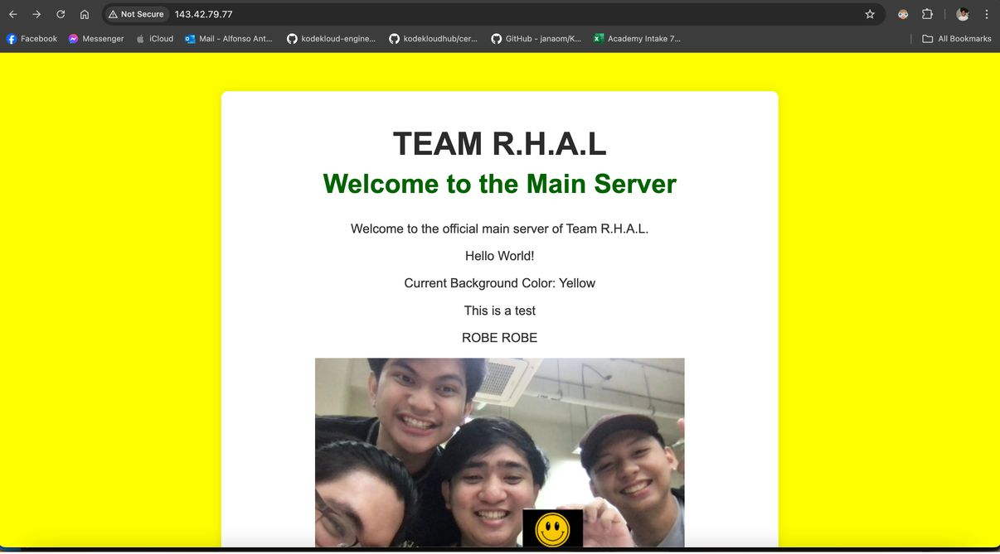 Not Secure 143.42.79.77
Facebook Messenger iCloud Mail - Alfonso Ant... kodekloud-engine... kodekloudhub/cer... GitHub - janaom/K... Academy Intake 7... All Bookmarks
TEAM R.H.A.L
Welcome to the Main Server
Welcome to the official main server of Team R.H.A.L.
Hello World!
Current Background Color: Yellow
This is a test
ROBE ROBE